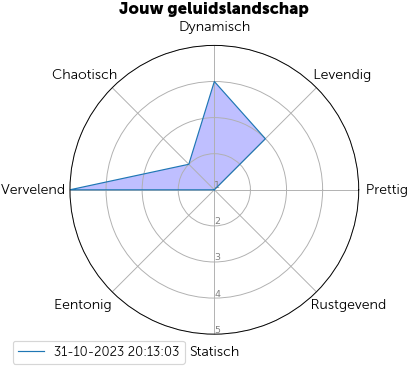 Jouw geluidslandschap
Dynamisch
Chaotisch
Levendig
Vervelend
1
Prettig
2
3
4
Eentonig
Rustgevend
5
31-10-2023 20:13:03
Statisch